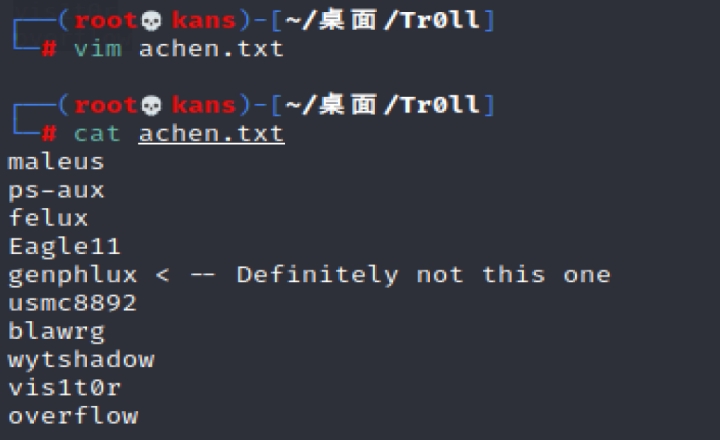 ┌──(root💀kans)-[~/桌面/Tr0ll]
└─# vim achen.txt
┌──(root💀kans)-[~/桌面/Tr0ll]
└─# cat achen.txt
maleus
ps-aux
felux
Eagle11
genphlux < -- Definitely not this one
usmc8892
blawrg
wytshadow
vis1t0r
overflow